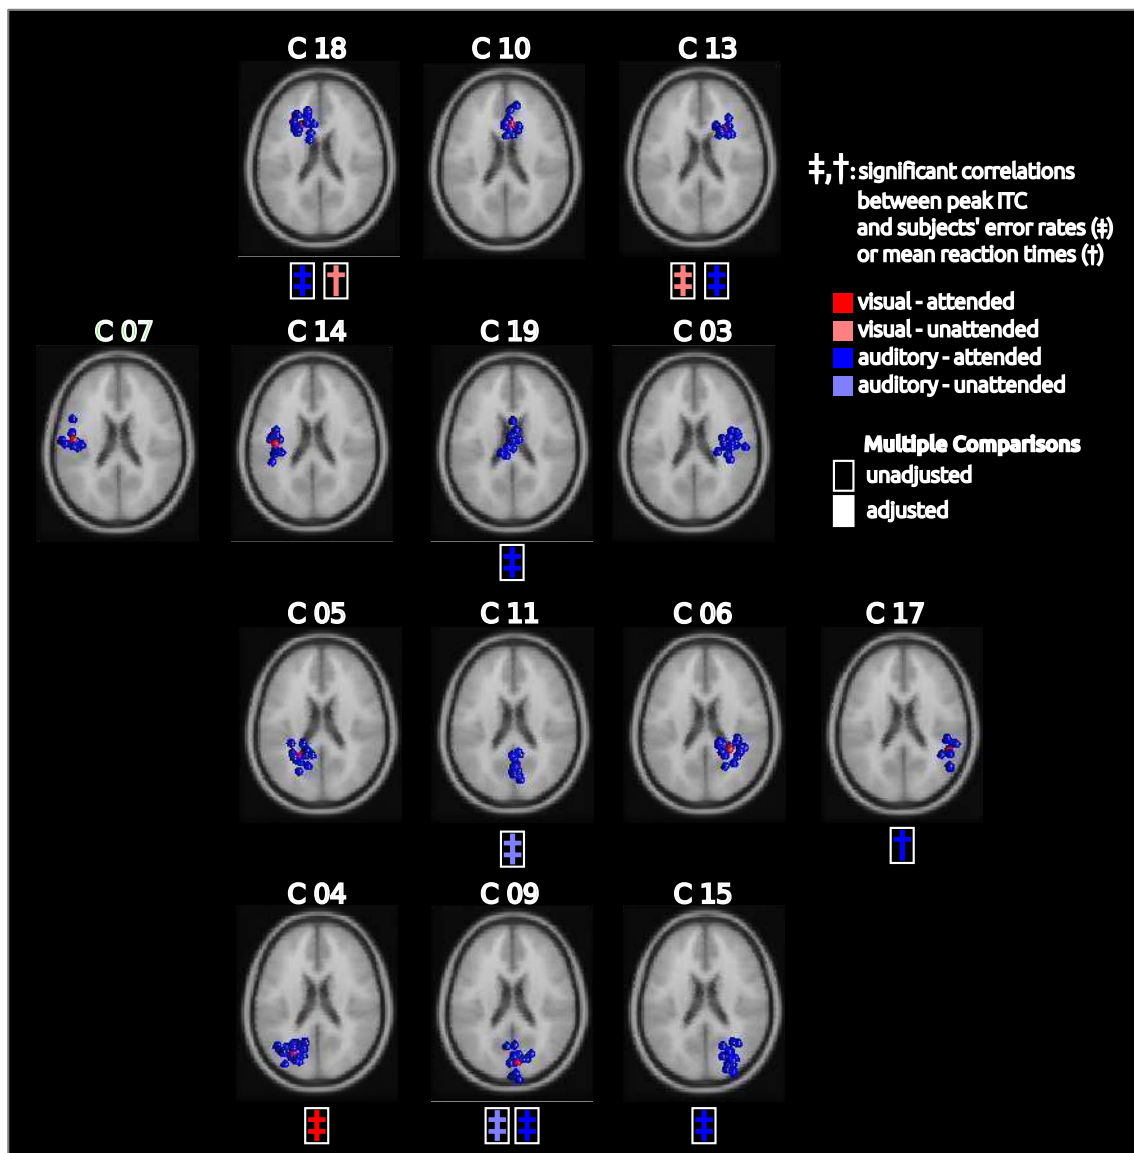 C 18 C 10 C 13
‡,†: significant correlations
between peak ITC
and subjects' error rates (‡)
or mean reaction times (†)
‡ † ‡ ‡
visual - attended
visual - unattended
auditory - attended
auditory - unattended
C 07 C 14 C 19 C 03
Multiple Comparisons
unadjusted
adjusted
‡
C 05 C 11 C 06 C 17
‡ †
C 04 C 09 C 15
‡ ‡ ‡ ‡